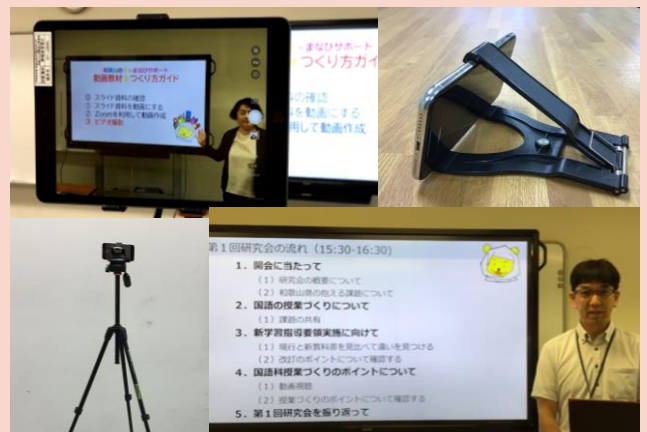 和歌山の まなびサポート
動画教材 つくり方ガイド
⓪ スライド資料の確認
① スライド資料を動画にする
② Zoomを利用して動画作成
③ ビデオ撮影
まなびサポート
つくり方ガイ
の確認
を動画にする
用して動画作成
第1回研究会の流れ(15:30-16:30)
1.開会に当たって
(1)研究会の概要について
(2)和歌山県の抱える課題について
2.国語の授業づくりについて
(1)課題の共有
3.新学習指導要領実施に向けて
(1)現行と新教科書を見比べて違いを見つける
(2)改訂のポイントについて確認する
4.国語科授業づくりのポイントについて
(1)動画視聴
(2)授業づくりのポイントについて確認する
5.第1回研究会を振り返って